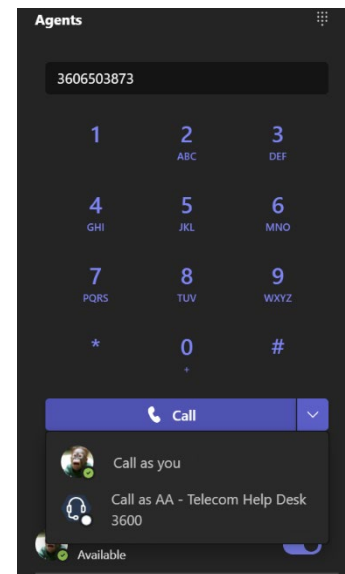 Agents
3606503873
1 2 3
ABC DEF
4 5 6
GHI JKL MNO
7 8 9
PQRS TUV WXYZ
* 0 #
+
Call
Call as you
Call as AA - Telecom Help Desk
3600
Available